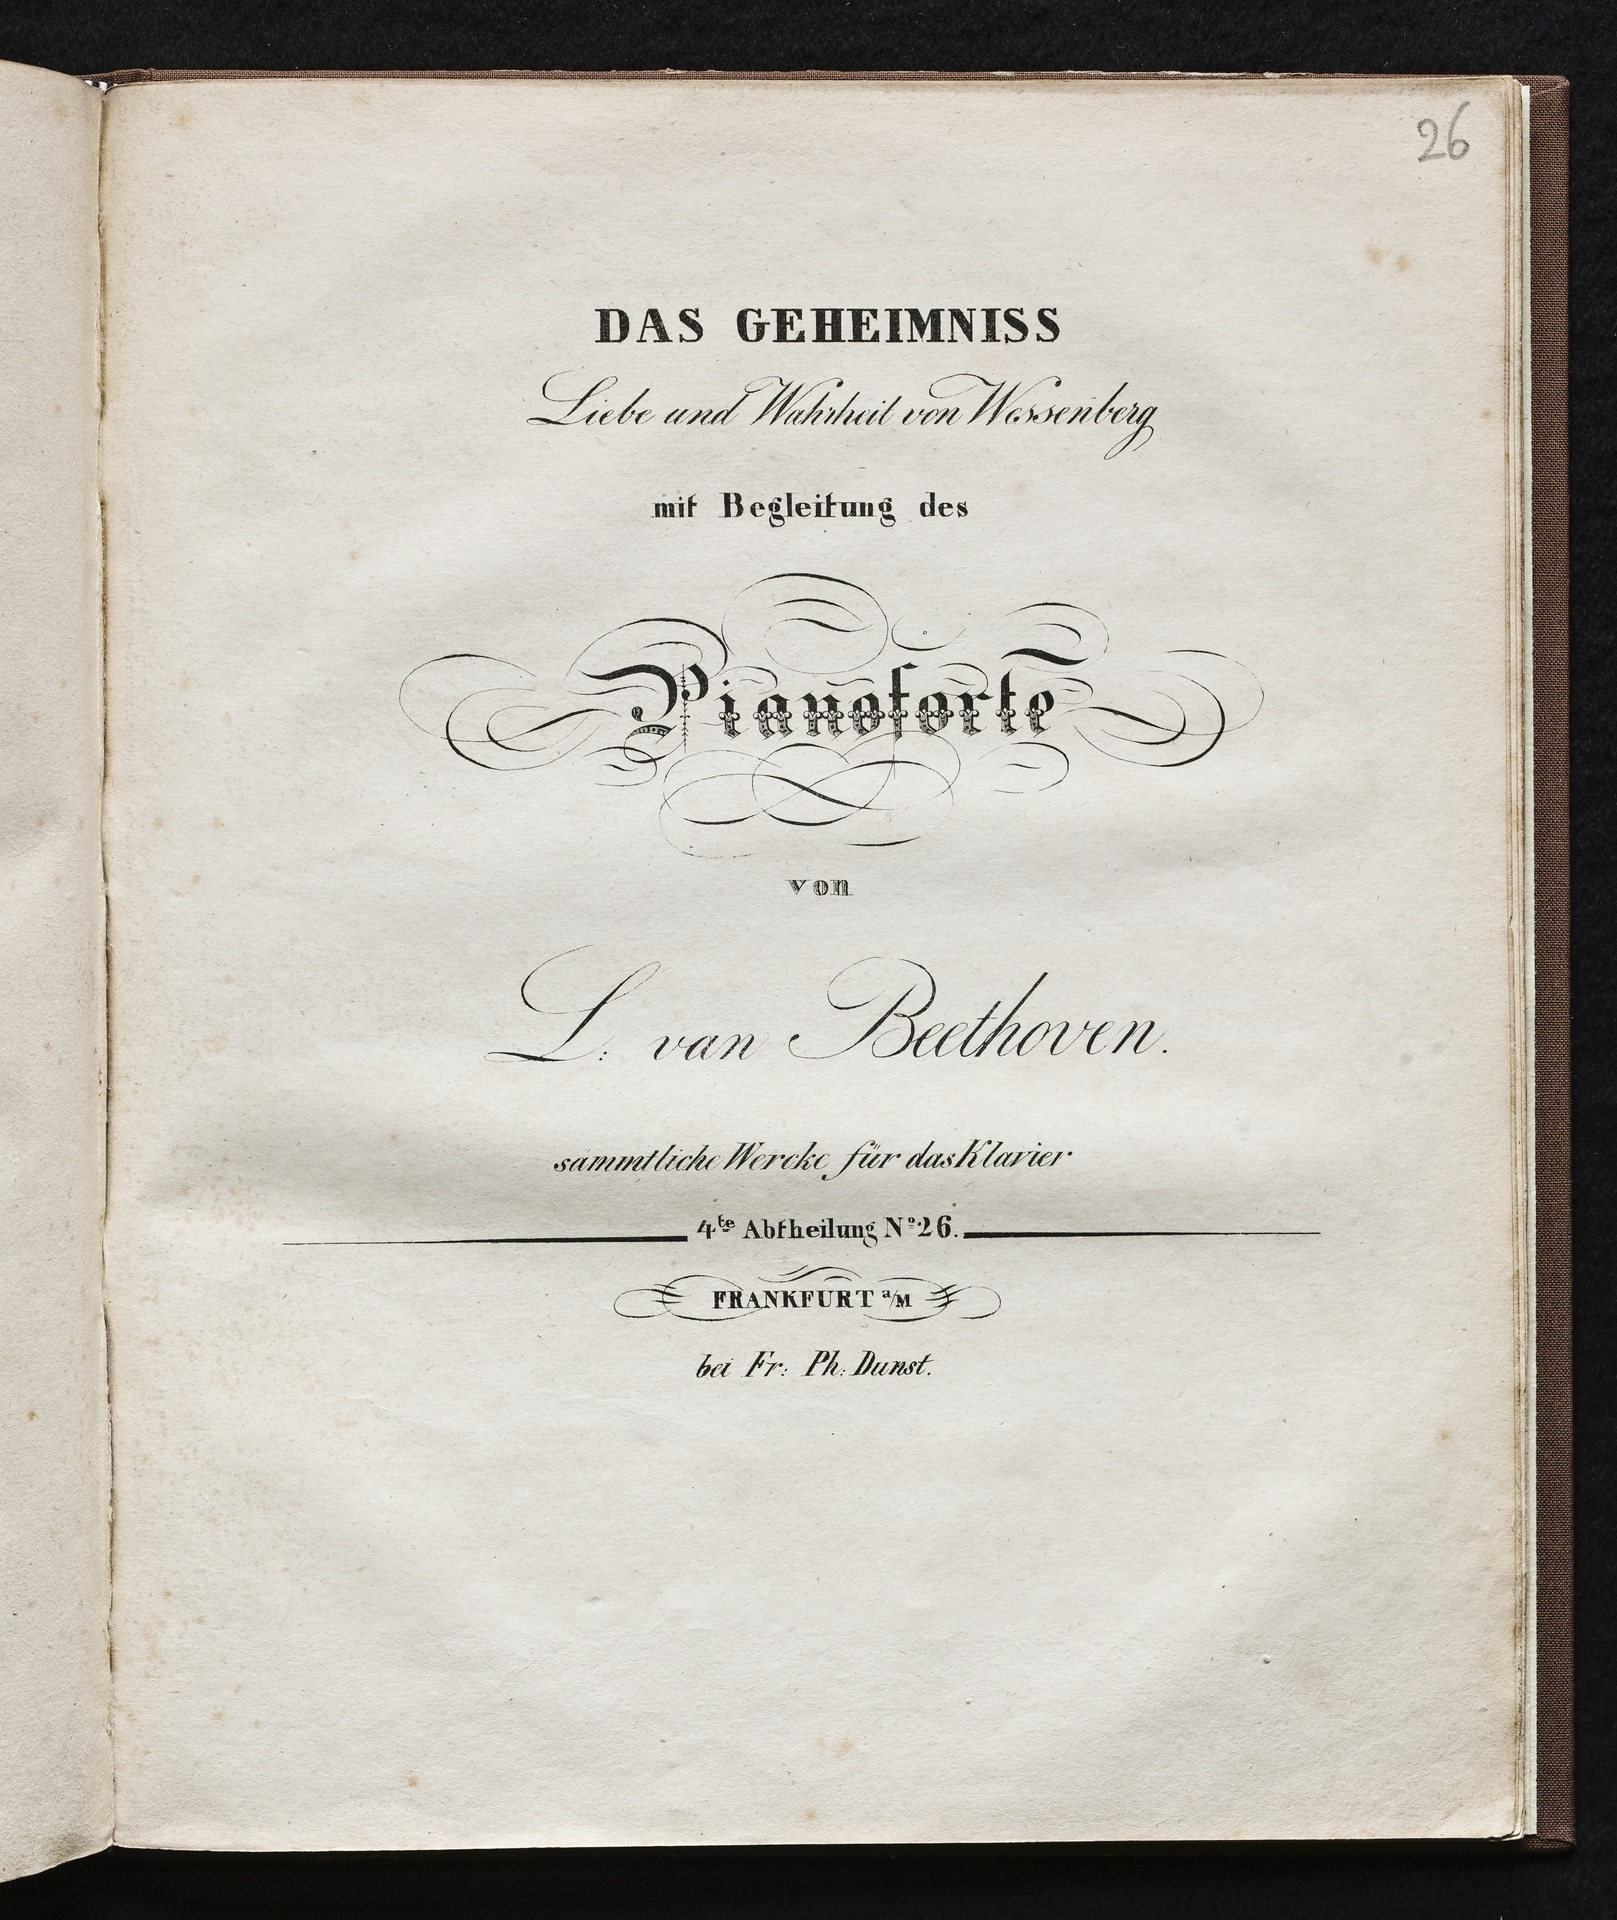 26
DAS GEHEIMNISS
Liebe und Wahrheit von Wessenberg
mit Begleitung des
Pianoforte
von
L: van Beethoven.
sammtliche Wercke für das Klavier
4te Abtheilung No. 26.
FRANKFURT a/M
bei Fr: Ph: Dunst.